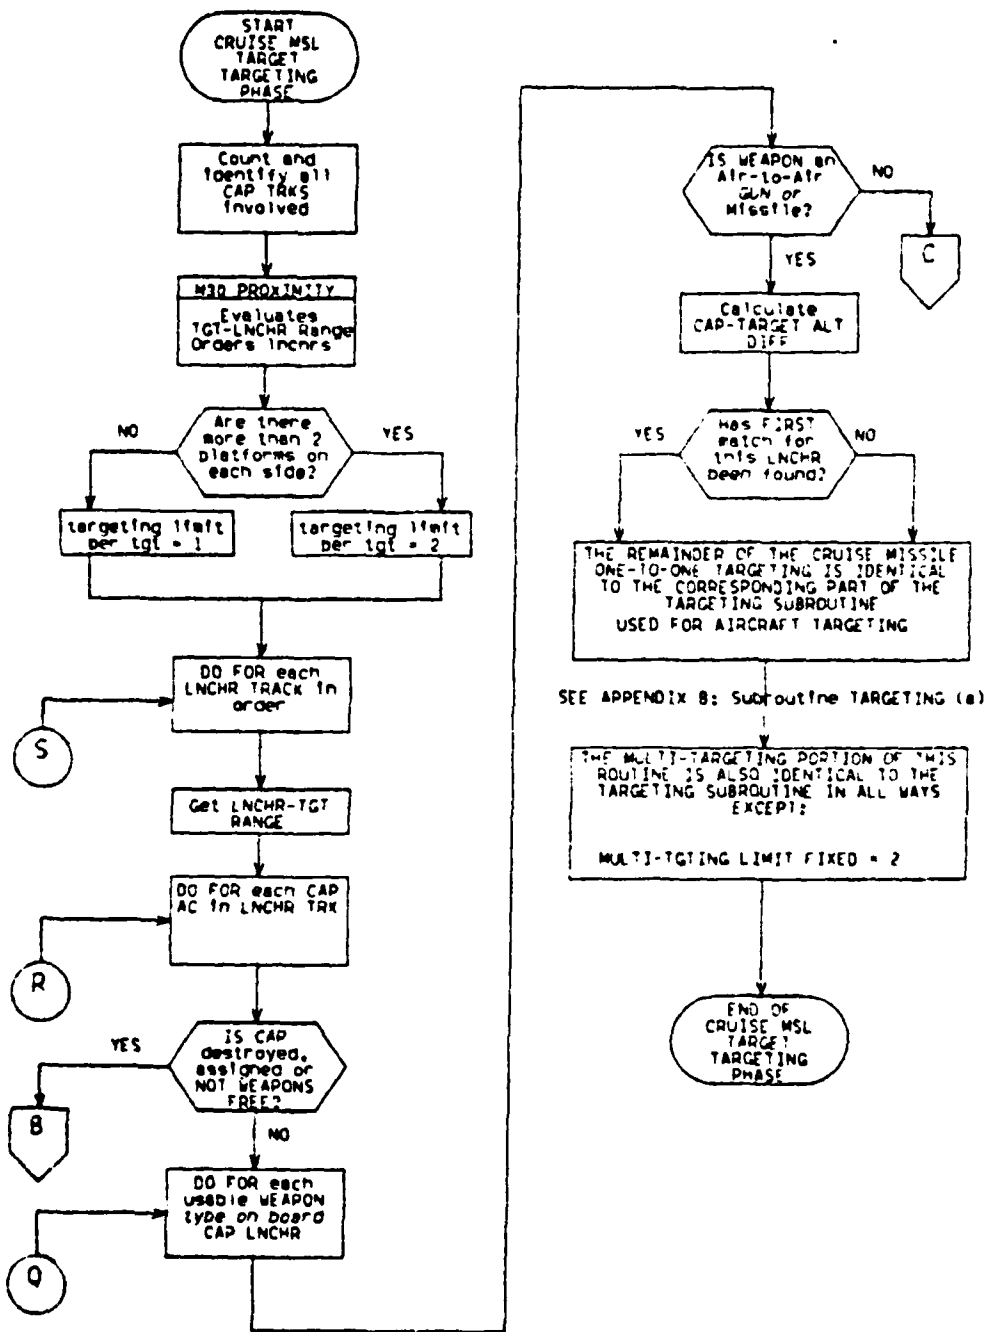 START
CRUISE MSL
TARGET
TARGETING
PHASE
Count and
identify all
CAP TRKS
involved
M3D PROXIMITY
Evaluates
TGT-LNCHR Range
Orders lnchrs
Are there
more than 2
platforms on
each side?
NO
YES
targeting limit
per tgt = 1
targeting limit
per tgt = 2
DO FOR each
LNCHR TRACK in
order
S
Get LNCHR-TGT
RANGE
DO FOR each CAP
AC in LNCHR TRK
R
IS CAP
destroyed,
assigned or
NOT WEAPONS
FREE?
YES
B
NO
DO FOR each
usable WEAPON
type on board
CAP LNCHR
Q
IS WEAPON an
Air-to-Air
GUN or
Missile?
NO
C
YES
Calculate
CAP-TARGET ALT
DIFF
Has FIRST
match for
this LNCHR
been found?
YES
NO
THE REMAINDER OF THE CRUISE MISSILE
ONE-TO-ONE TARGETING IS IDENTICAL
TO THE CORRESPONDING PART OF THE
TARGETING SUBROUTINE
USED FOR AIRCRAFT TARGETING
SEE APPENDIX B: Subroutine TARGETING (a)
THE MULTI-TARGETING PORTION OF THIS
ROUTINE IS ALSO IDENTICAL TO THE
TARGETING SUBROUTINE IN ALL WAYS
EXCEPT:
MULTI-TGTING LIMIT FIXED = 2
END OF
CRUISE MSL
TARGET
TARGETING
PHASE